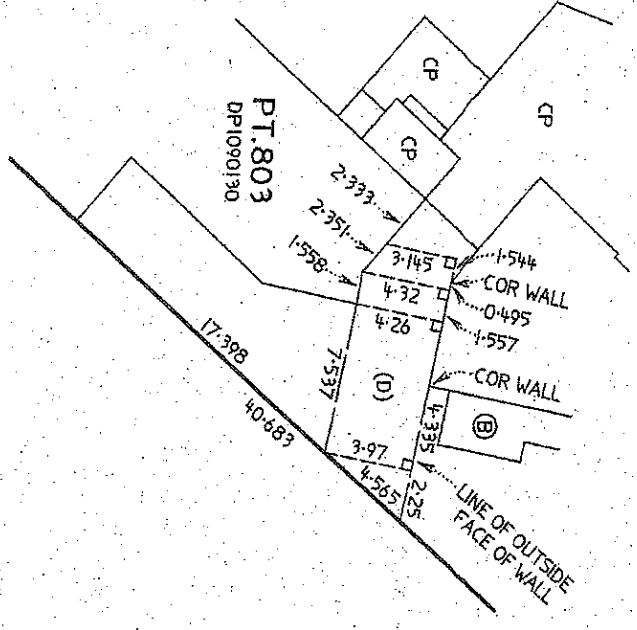 CP
CP
CP
PT.803
DP1090130
2·333
2·351
1·558
3·145
1·544
COR WALL
4·32
0·495
4·26
1·557
COR WALL
(D)
7·537
4·335
(B)
3·97
4·565
2·25
LINE OF OUTSIDE
FACE OF WALL
17·398
40·683